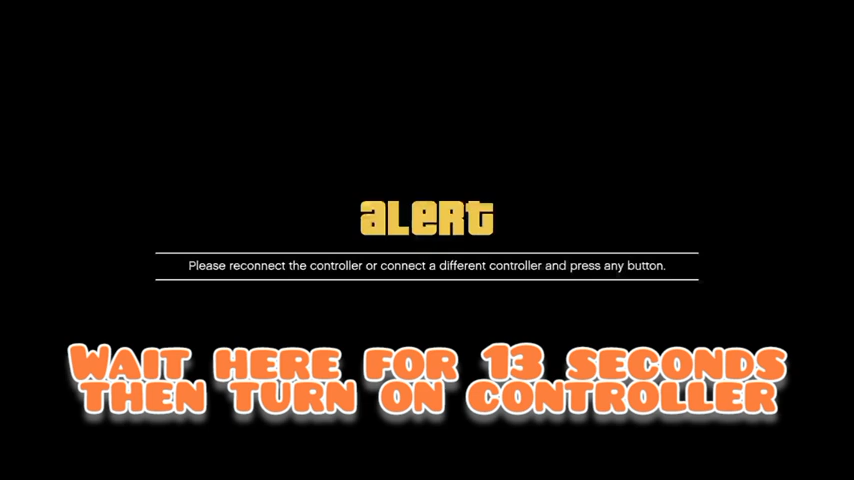 aLeRt
Please reconnect the controller or connect a different controller and press any button.
WAIT HERE FOR 13 SECONDS
THEN TURN ON CONTROLLER